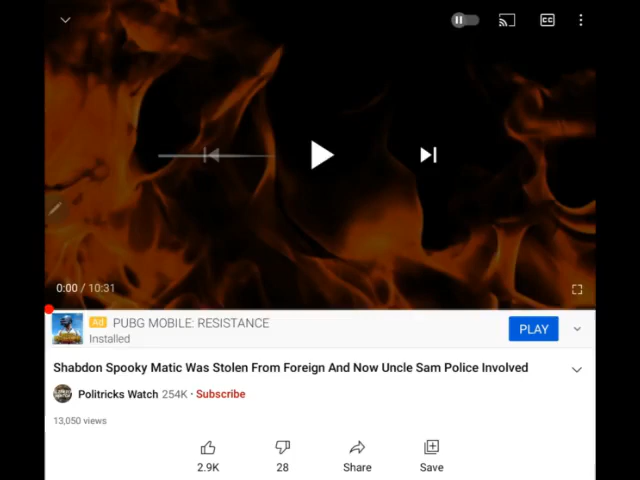 CC
0:00 / 10:31
Ad PUBG MOBILE: RESISTANCE
Installed
PLAY
Shabdon Spooky Matic Was Stolen From Foreign And Now Uncle Sam Police Involved
Politricks Watch 254K · Subscribe
13,050 views
2.9K 28 Share Save